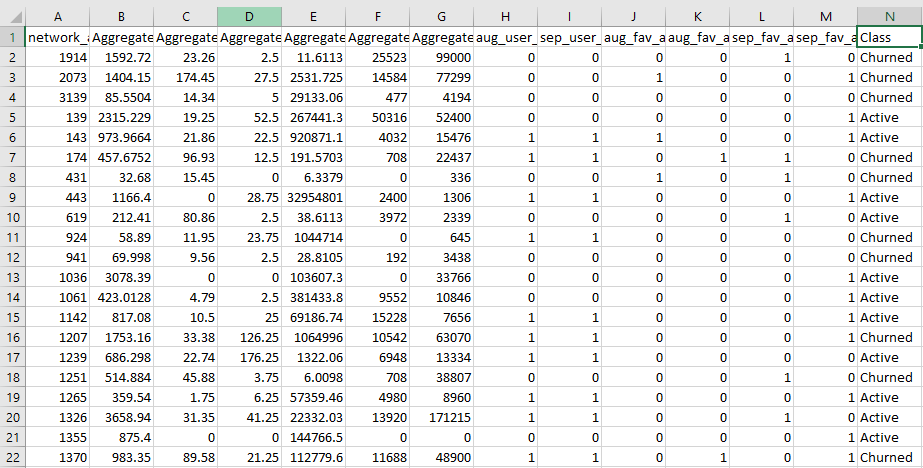 A B C D E F G H I J K L M N
1 network_a Aggregate Aggregate Aggregate Aggregate Aggregate Aggregate aug_user_ sep_user_ aug_fav_a aug_fav_a sep_fav_a sep_fav_a Class
2 1914 1592.72 23.26 2.5 11.6113 25523 99000 0 0 0 0 1 0 Churned
3 2073 1404.15 174.45 27.5 2531.725 14584 77299 0 0 1 0 0 1 Churned
4 3139 85.5504 14.34 5 29133.06 477 4194 0 0 0 0 0 0 Churned
5 139 2315.229 19.25 52.5 267441.3 50316 52400 0 0 0 0 0 1 Active
6 143 973.9664 21.86 22.5 920871.1 4032 15476 1 1 1 0 0 1 Active
7 174 457.6752 96.93 12.5 191.5703 708 22437 1 1 0 1 1 0 Churned
8 431 32.68 15.45 0 6.3379 0 336 0 0 1 0 1 0 Churned
9 443 1166.4 0 28.75 32954801 2400 1306 1 1 0 0 0 1 Active
10 619 212.41 80.86 2.5 38.6113 3972 2339 0 0 0 0 1 0 Active
11 924 58.89 11.95 23.75 1044714 0 645 1 1 0 0 0 0 Churned
12 941 69.998 9.56 2.5 28.8105 192 3438 0 0 0 0 0 0 Churned
13 1036 3078.39 0 0 103607.3 0 33766 0 0 0 0 0 1 Active
14 1061 423.0128 4.79 2.5 381433.8 9552 10846 0 0 0 0 0 1 Active
15 1142 817.08 10.5 25 69186.74 15228 7656 1 1 0 0 0 1 Active
16 1207 1753.16 33.38 126.25 1064996 10542 63070 1 1 0 0 0 1 Churned
17 1239 686.298 22.74 176.25 1322.06 6948 13334 1 1 0 0 0 0 Active
18 1251 514.884 45.88 3.75 6.0098 708 38807 0 0 0 0 1 0 Churned
19 1265 359.54 1.75 6.25 57359.46 4980 8960 1 1 0 0 0 1 Active
20 1326 3658.94 31.35 41.25 22332.03 13920 171215 1 1 0 0 1 0 Active
21 1355 875.4 0 0 144766.5 0 0 0 0 0 0 0 1 Active
22 1370 983.35 89.58 21.25 112779.6 11688 48900 1 1 0 1 0 1 Churned